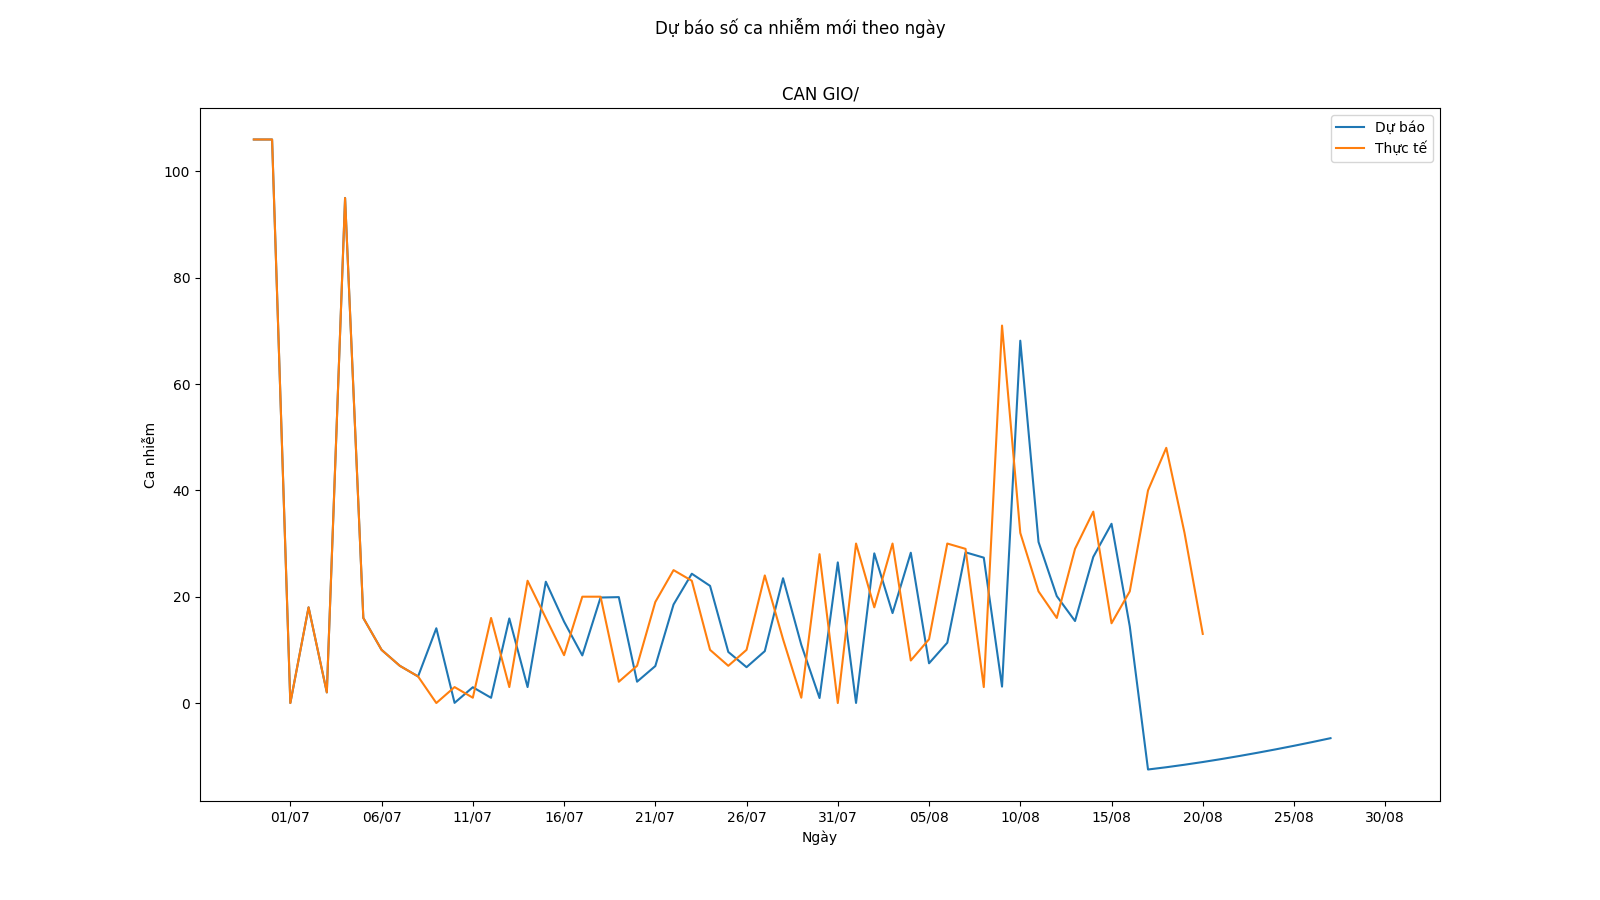 Dự báo số ca nhiễm mới theo ngày
CAN GIO/
Dự báo
Thực tế
100
80
60
40
20
0
Ca nhiễm
01/07 06/07 11/07 16/07 21/07 26/07 31/07 05/08 10/08 15/08 20/08 25/08 30/08
Ngày